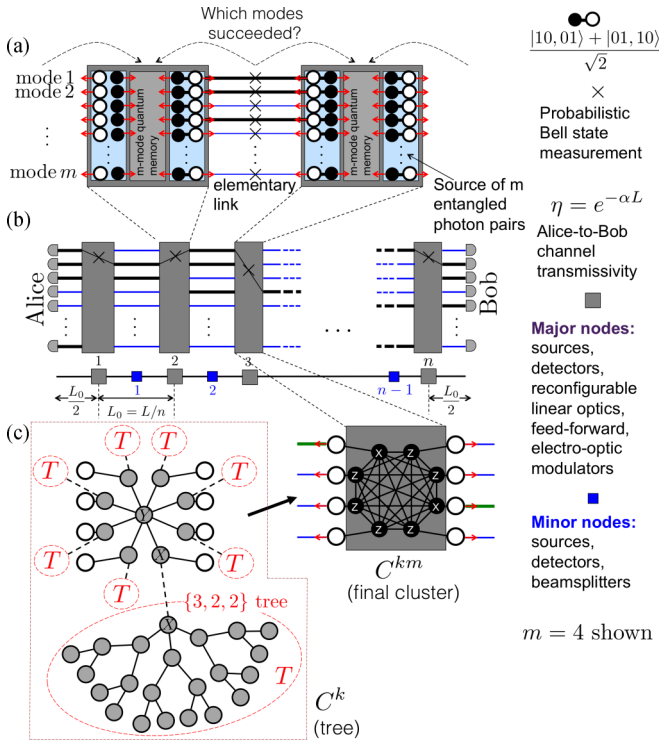 Which modes
succeeded?
(a)
mode 1
mode 2
mode m
m-mode quantum
memory
m-mode quantum
memory
elementary
link
Source of m
entangled
photon pairs
|10, 01⟩ + |01, 10⟩
√2
×
Probabilistic
Bell state
measurement
η = e^{−αL}
Alice-to-Bob
channel
transmissivity
Major nodes:
sources,
detectors,
reconfigurable
linear optics,
feed-forward,
electro-optic
modulators
Minor nodes:
sources,
detectors,
beamsplitters
m = 4 shown
(b)
Alice
Bob
1 2 3 n
1 2 n − 1
L₀/2
L₀ = L/n
L₀/2
(c)
T T
T T
T T
T
Y
X
X Z
Z Z
Z X
Z Z
C^{km}
(final cluster)
{3, 2, 2} tree
X
T
C^k
(tree)